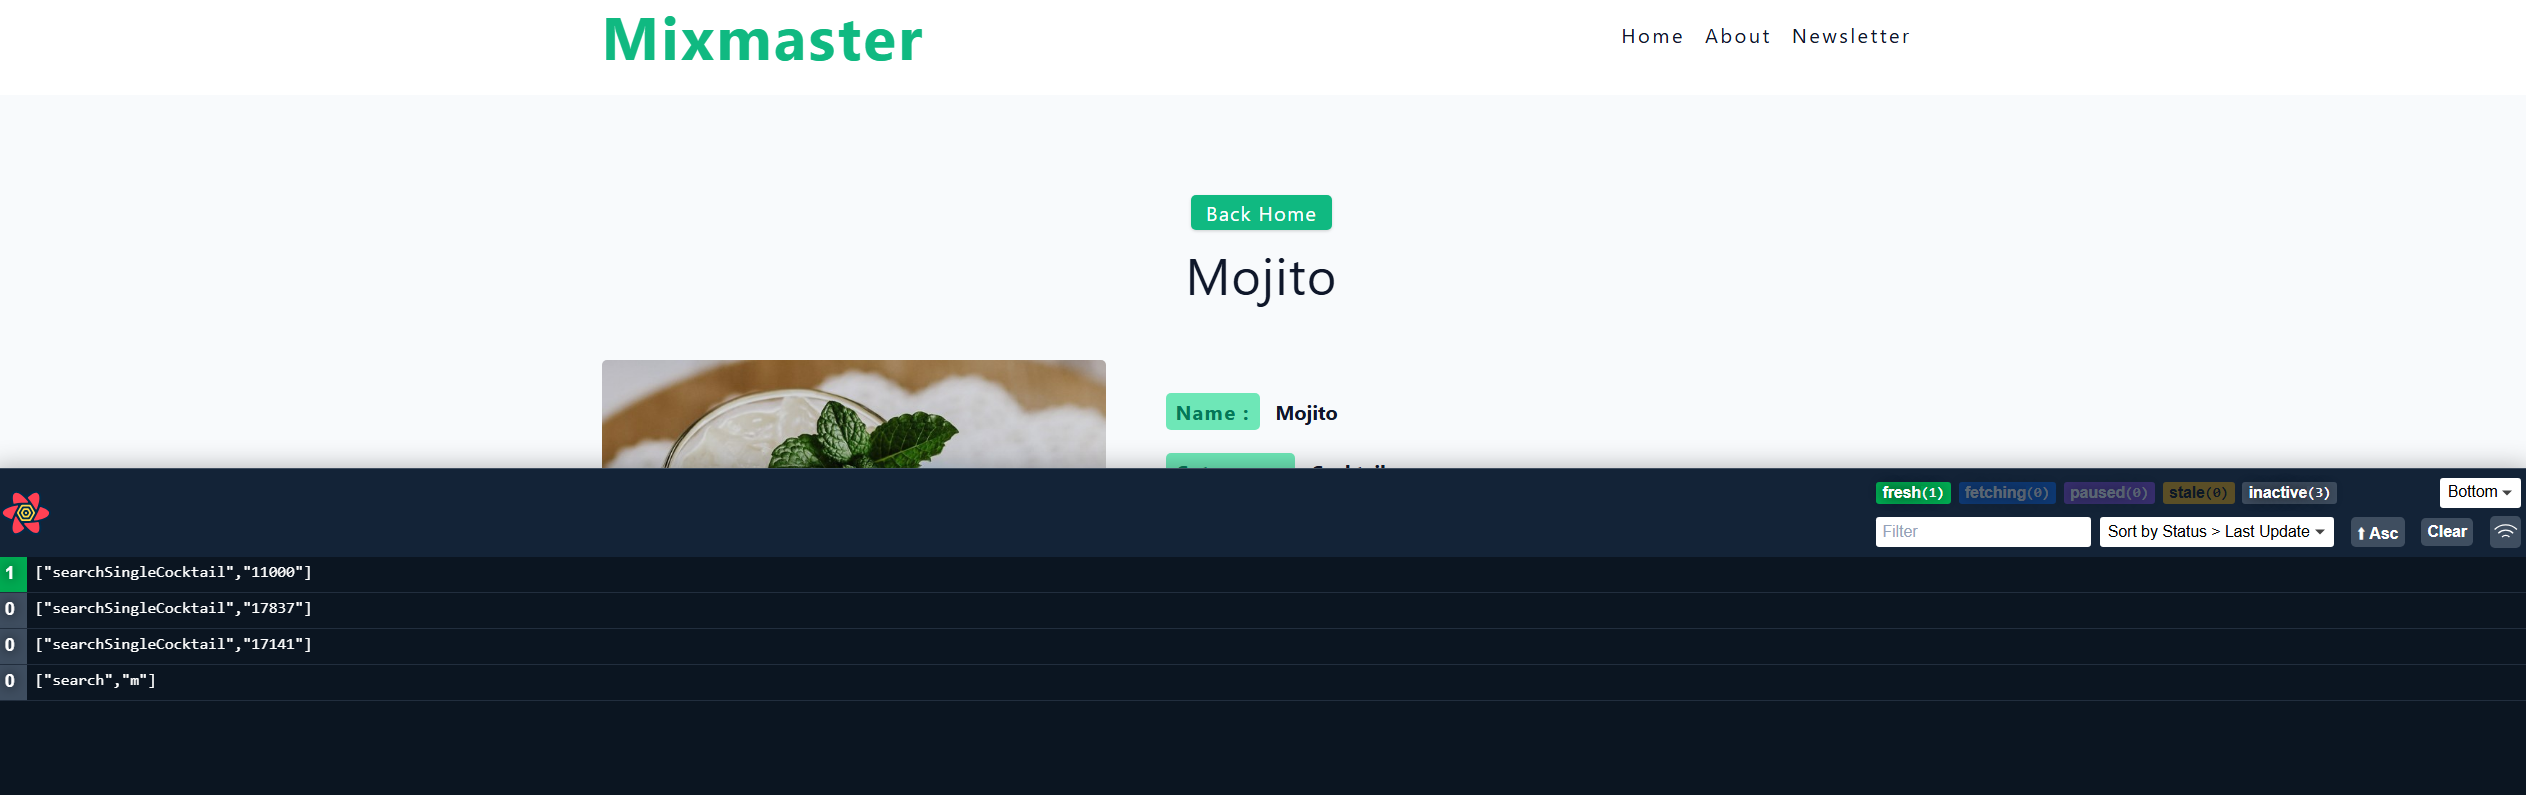 Mixmaster
Home About Newsletter
Back Home
Mojito
Name : Mojito
fresh(1) fetching(0) paused(0) stale(0) inactive(3) Bottom
Filter Sort by Status > Last Update ⬆ Asc Clear
1 ["searchSingleCocktail","11000"]
0 ["searchSingleCocktail","17837"]
0 ["searchSingleCocktail","17141"]
0 ["search","m"]